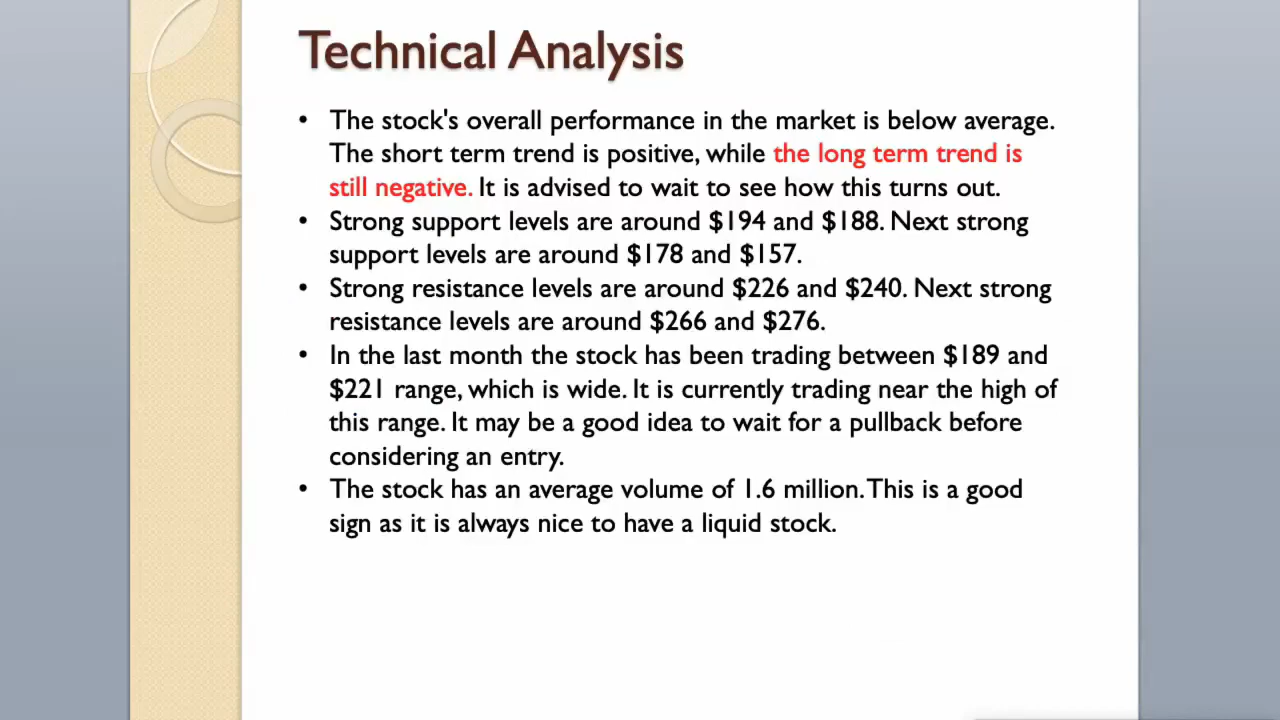 Technical Analysis
• The stock's overall performance in the market is below average.
The short term trend is positive, while the long term trend is
still negative. It is advised to wait to see how this turns out.
• Strong support levels are around $194 and $188. Next strong
support levels are around $178 and $157.
• Strong resistance levels are around $226 and $240. Next strong
resistance levels are around $266 and $276.
• In the last month the stock has been trading between $189 and
$221 range, which is wide. It is currently trading near the high of
this range. It may be a good idea to wait for a pullback before
considering an entry.
• The stock has an average volume of 1.6 million. This is a good
sign as it is always nice to have a liquid stock.